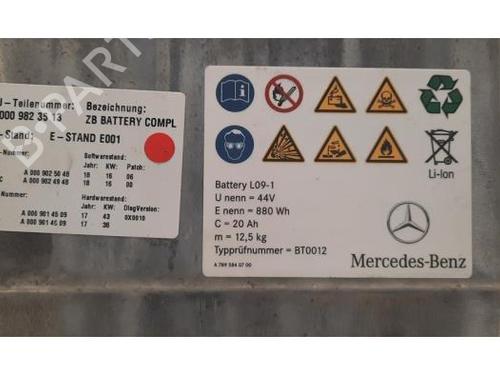 U-Teilenummer: Bezeichnung:
000 982 35 13 ZB BATTERY COMPL
-Stand: E-STAND E001
-Nummer: Softwarestand:
Jahr: KW: Patch:
A 000 902 56 48 18 16 06
A 000 902 49 48 18 16 00
Nummer: Hardwarestand:
Jahr: KW: DiagVersion:
A 000 901 45 09 17 43 0X0010
A 000 901 45 09 17 36
Battery L09-1
U nenn = 44V
E nenn = 880 Wh
C = 20 Ah
m = 12,5 kg
Typprüfnummer = BT0012
A 789 584 07 00
Li-Ion
Mercedes-Benz